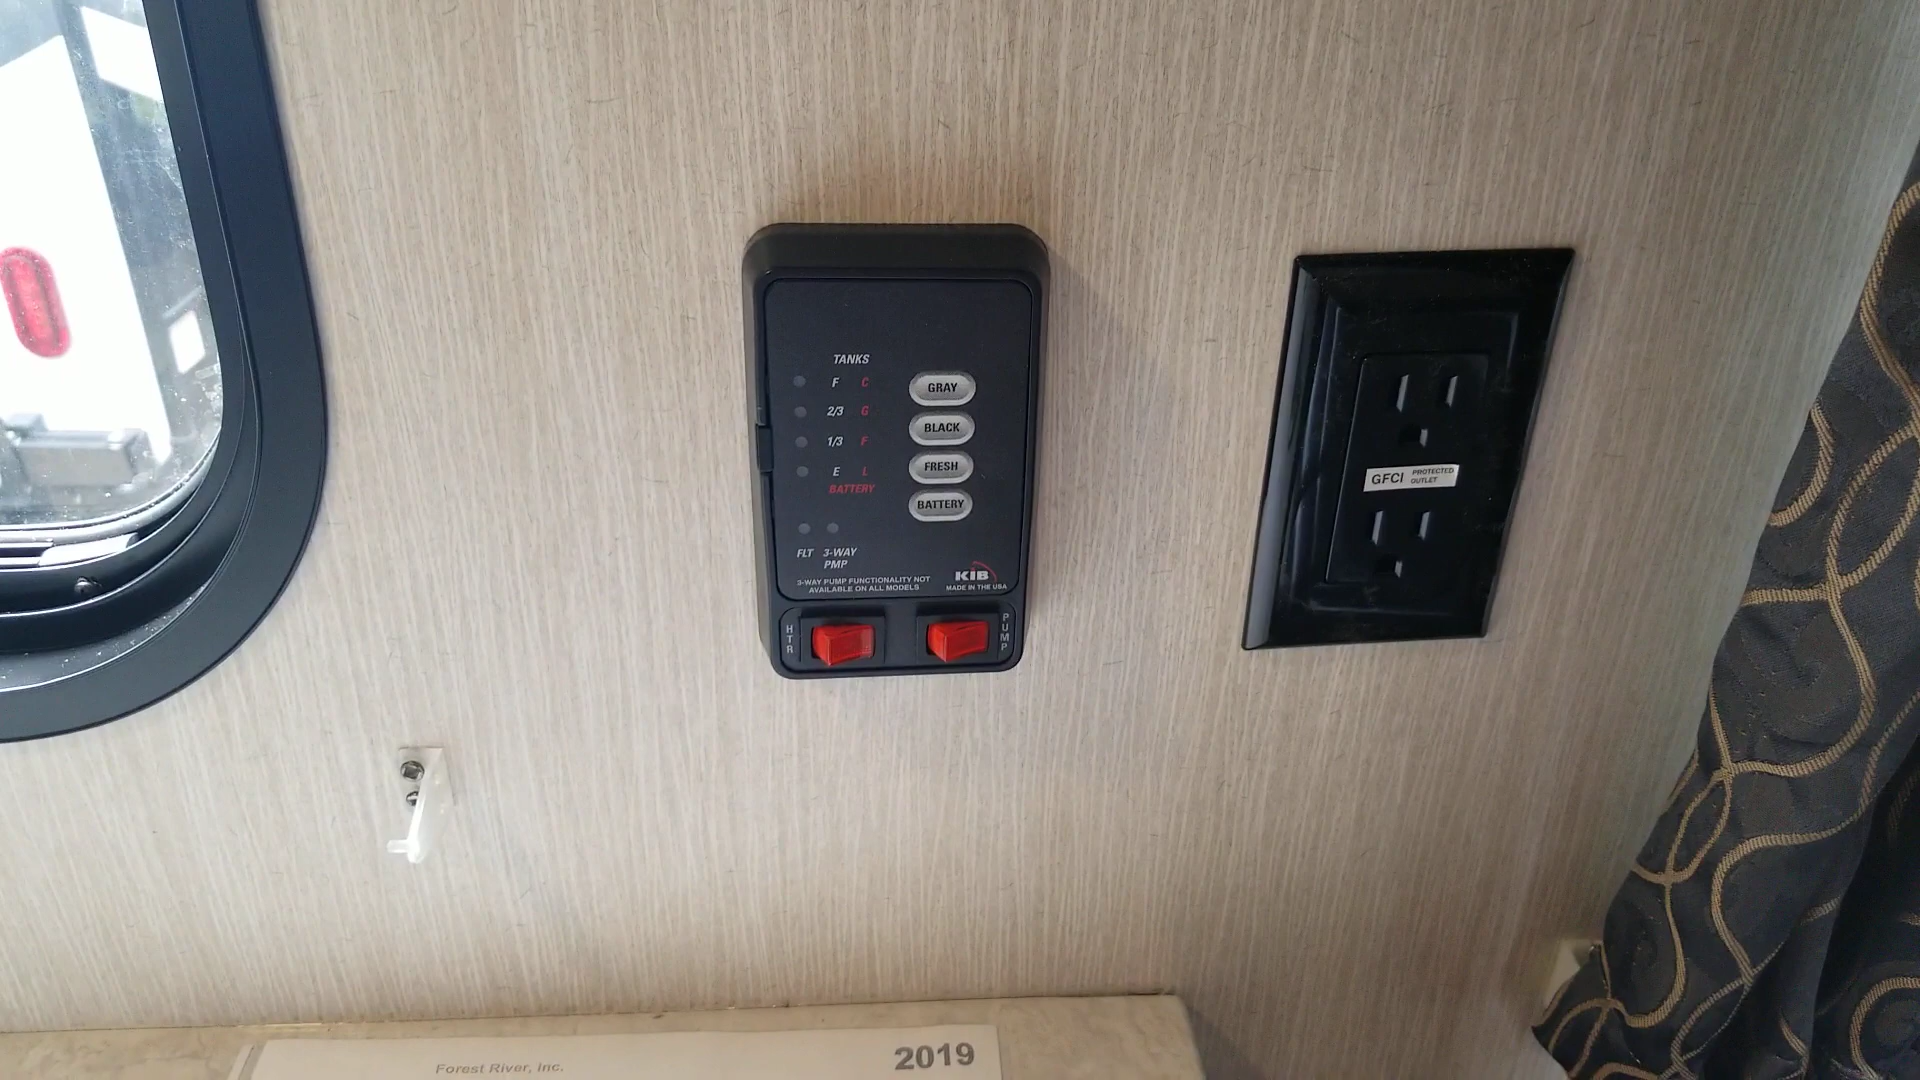 TANKS
F C
2/3 G
1/3 F
E L
BATTERY
GRAY
BLACK
FRESH
BATTERY
FLT 3-WAY
PMP
3-WAY PUMP FUNCTIONALITY NOT
AVAILABLE ON ALL MODELS
KIB
MADE IN THE USA
HTR
PUMP
GFCI PROTECTED
OUTLET
Forest River, Inc.
2019